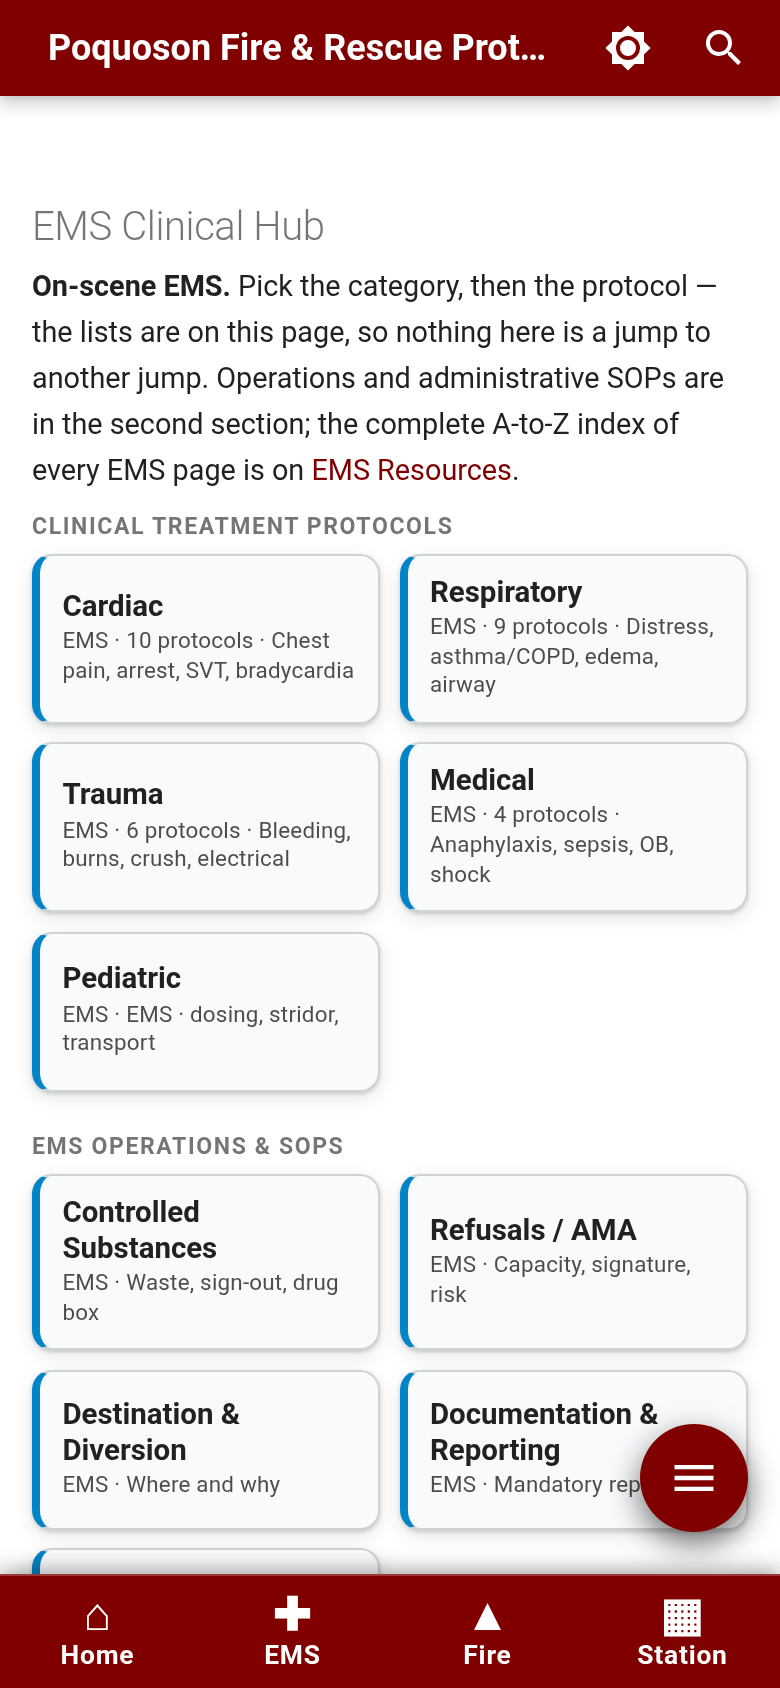 Poquoson Fire & Rescue Prot...
EMS Clinical Hub
On-scene EMS. Pick the category, then the protocol —
the lists are on this page, so nothing here is a jump to
another jump. Operations and administrative SOPs are
in the second section; the complete A-to-Z index of
every EMS page is on EMS Resources.
CLINICAL TREATMENT PROTOCOLS
Cardiac
EMS · 10 protocols · Chest
pain, arrest, SVT, bradycardia
Respiratory
EMS · 9 protocols · Distress,
asthma/COPD, edema,
airway
Trauma
EMS · 6 protocols · Bleeding,
burns, crush, electrical
Medical
EMS · 4 protocols ·
Anaphylaxis, sepsis, OB,
shock
Pediatric
EMS · EMS · dosing, stridor,
transport
EMS OPERATIONS & SOPS
Controlled
Substances
EMS · Waste, sign-out, drug
box
Refusals / AMA
EMS · Capacity, signature,
risk
Destination &
Diversion
EMS · Where and why
Documentation &
Reporting
EMS · Mandatory rep
Home
EMS
Fire
Station